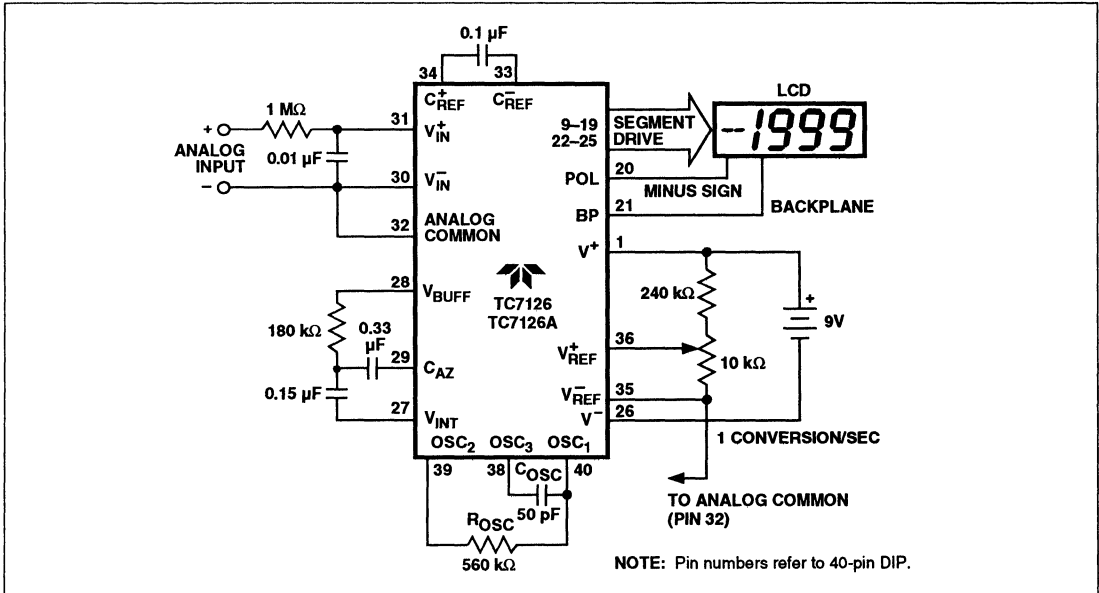 0.1 µF
34
33
C+REF
C–REF
LCD
1 MΩ
31
V+IN
9–19
22–25
SEGMENT
DRIVE
–1999
+
ANALOG
INPUT
–
0.01 µF
30
V–IN
POL
20
MINUS SIGN
32
ANALOG
COMMON
BP
21
BACKPLANE
V+
1
28
VBUFF
TC7126
TC7126A
240 kΩ
+
9V
180 kΩ
0.33
µF
29
CAZ
V+REF
36
10 kΩ
V–REF
35
0.15 µF
27
VINT
V–
26
1 CONVERSION/SEC
OSC2
OSC3
OSC1
39
38
COSC
40
50 pF
TO ANALOG COMMON
(PIN 32)
ROSC
560 kΩ
NOTE: Pin numbers refer to 40-pin DIP.